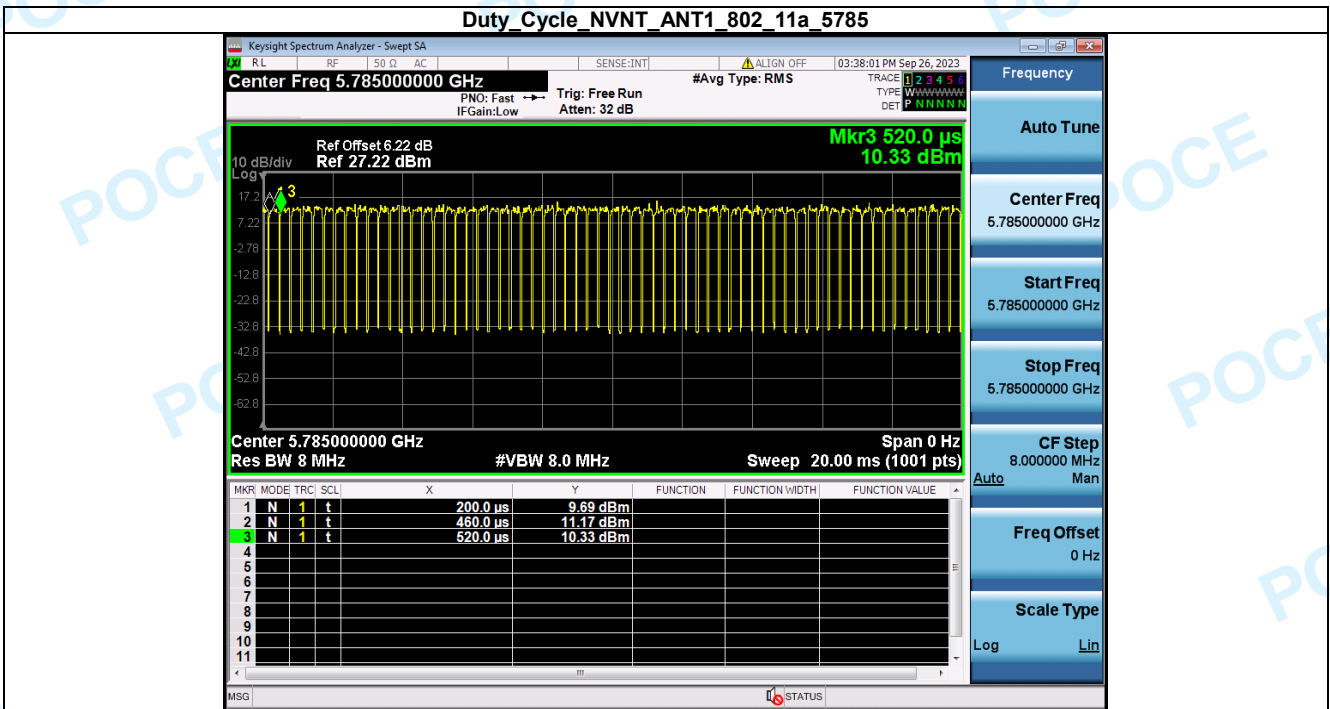 Duty_Cycle_NVNT_ANT1_802_11a_5785
Keysight Spectrum Analyzer - Swept SA
LXI RL RF 50 Ω AC SENSE:INT ALIGN OFF 03:38:01 PM Sep 26, 2023
Center Freq 5.785000000 GHz #Avg Type: RMS TRACE 1 2 3 4 5 6
PNO: Fast Trig: Free Run TYPE WWWWWW
IFGain:Low Atten: 32 dB DET P N N N N N
Mkr3 520.0 µs
10.33 dBm
Ref Offset 6.22 dB
10 dB/div Ref 27.22 dBm
Log
3
17.2
7.22
-2.78
-12.8
-22.8
-32.8
-42.8
-52.8
-62.8
Center 5.785000000 GHz Span 0 Hz
Res BW 8 MHz #VBW 8.0 MHz Sweep 20.00 ms (1001 pts)
MKR MODE TRC SCL X Y FUNCTION FUNCTION WIDTH FUNCTION VALUE
1 N 1 t 200.0 µs 9.69 dBm
2 N 1 t 460.0 µs 11.17 dBm
3 N 1 t 520.0 µs 10.33 dBm
4
5
6
7
8
9
10
11
MSG STATUS
Frequency
Auto Tune
Center Freq
5.785000000 GHz
Start Freq
5.785000000 GHz
Stop Freq
5.785000000 GHz
CF Step
8.000000 MHz
Auto Man
Freq Offset
0 Hz
Scale Type
Log Lin
POCE
POCE
POCE